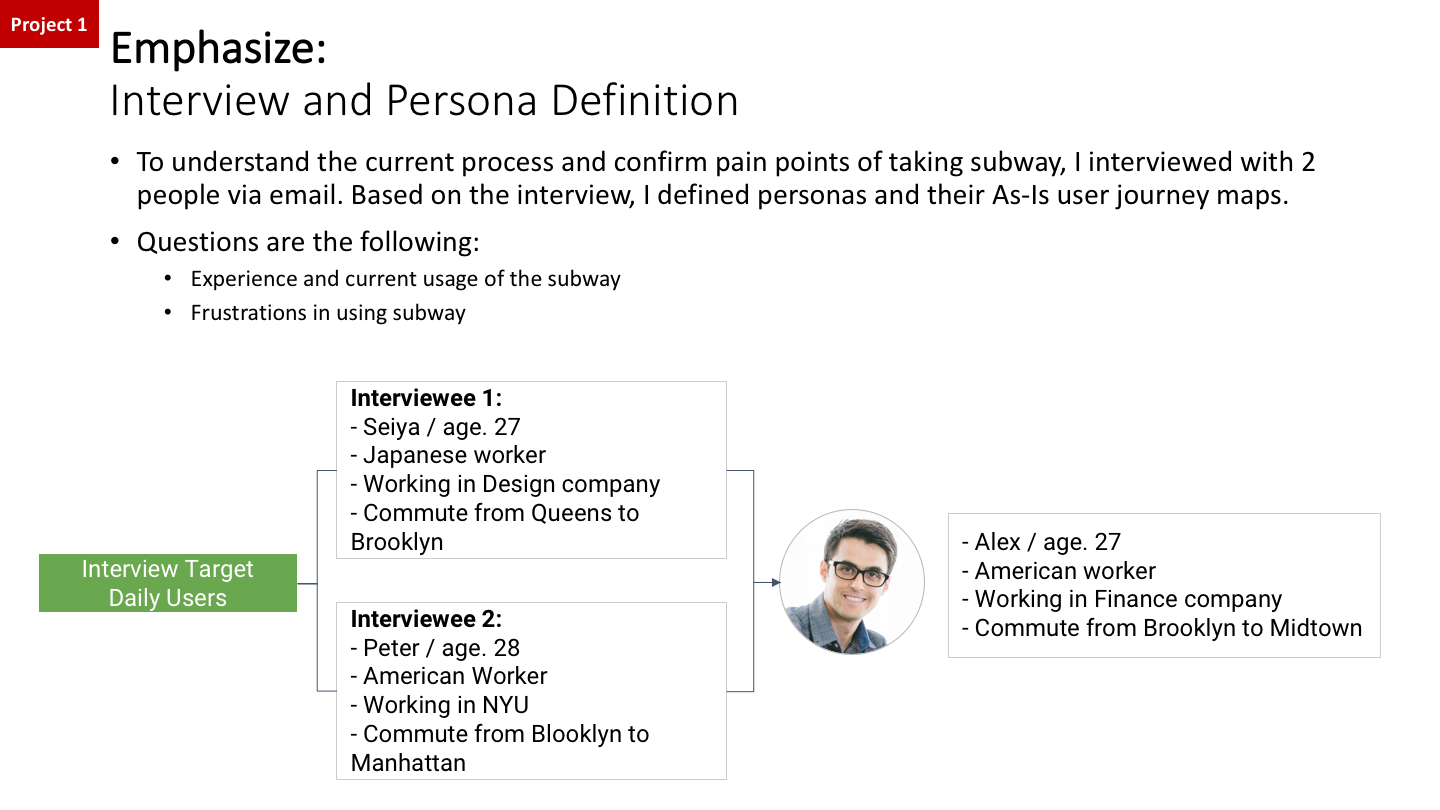 Project 1
Emphasize:
Interview and Persona Definition
• To understand the current process and confirm pain points of taking subway, I interviewed with 2
people via email. Based on the interview, I defined personas and their As-Is user journey maps.
• Questions are the following:
• Experience and current usage of the subway
• Frustrations in using subway
Interviewee 1:
- Seiya / age. 27
- Japanese worker
- Working in Design company
- Commute from Queens to
Brooklyn
Interview Target
Daily Users
Interviewee 2:
- Peter / age. 28
- American Worker
- Working in NYU
- Commute from Blooklyn to
Manhattan
- Alex / age. 27
- American worker
- Working in Finance company
- Commute from Brooklyn to Midtown